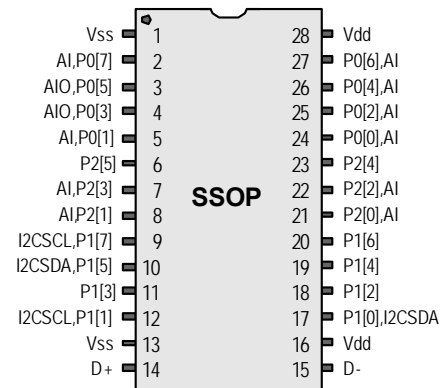 Vss 1 28 Vdd
AI,P0[7] 2 27 P0[6],AI
AIO,P0[5] 3 26 P0[4],AI
AIO,P0[3] 4 25 P0[2],AI
AI,P0[1] 5 24 P0[0],AI
P2[5] 6 23 P2[4]
AI,P2[3] 7 SSOP 22 P2[2],AI
AI,P2[1] 8 21 P2[0],AI
I2CSCL,P1[7] 9 20 P1[6]
I2CSDA,P1[5] 10 19 P1[4]
P1[3] 11 18 P1[2]
I2CSCL,P1[1] 12 17 P1[0],I2CSDA
Vss 13 16 Vdd
D+ 14 15 D-